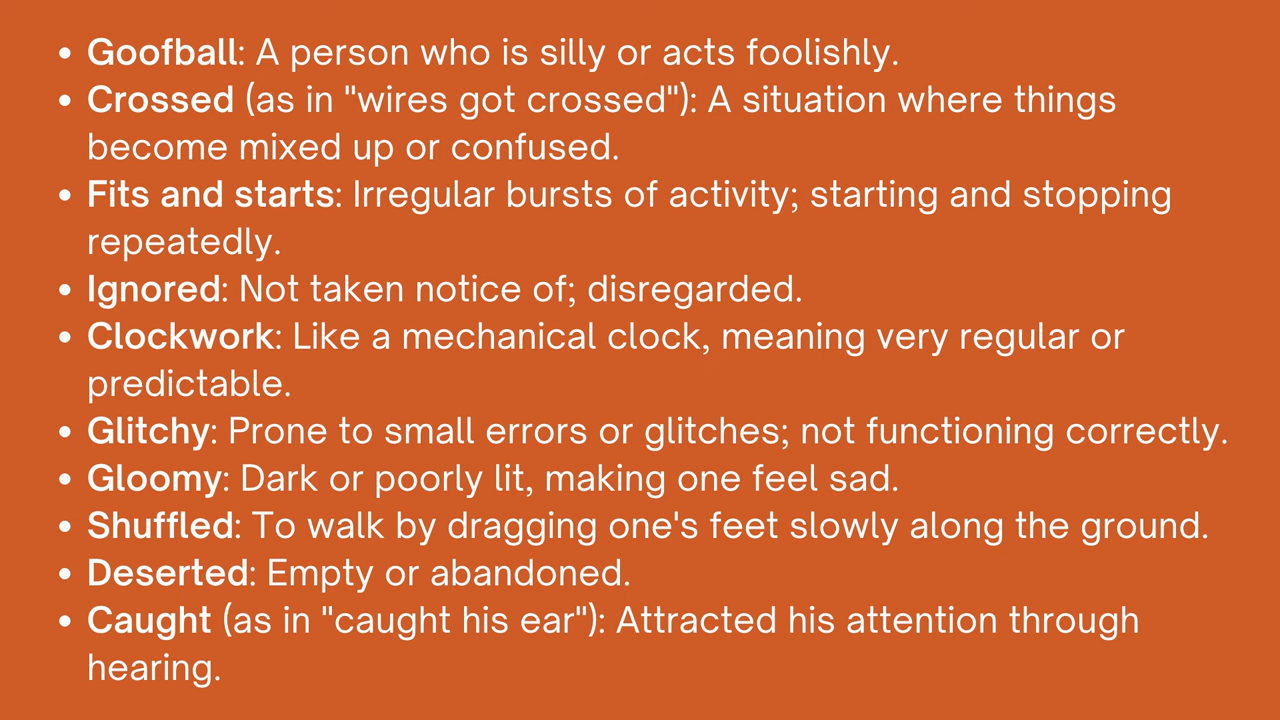 • Goofball: A person who is silly or acts foolishly.
• Crossed (as in "wires got crossed"): A situation where things
become mixed up or confused.
• Fits and starts: Irregular bursts of activity; starting and stopping
repeatedly.
• Ignored: Not taken notice of; disregarded.
• Clockwork: Like a mechanical clock, meaning very regular or
predictable.
• Glitchy: Prone to small errors or glitches; not functioning correctly.
• Gloomy: Dark or poorly lit, making one feel sad.
• Shuffled: To walk by dragging one's feet slowly along the ground.
• Deserted: Empty or abandoned.
• Caught (as in "caught his ear"): Attracted his attention through
hearing.